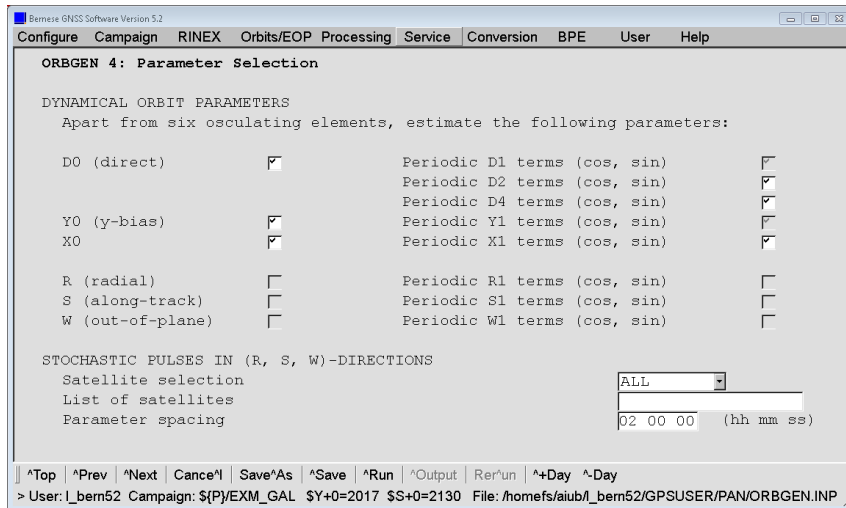 Bernese GNSS Software Version 5.2
Configure Campaign RINEX Orbits/EOP Processing Service Conversion BPE User Help
ORBGEN 4: Parameter Selection
DYNAMICAL ORBIT PARAMETERS
Apart from six osculating elements, estimate the following parameters:
D0 (direct) Periodic D1 terms (cos, sin)
Periodic D2 terms (cos, sin)
Periodic D4 terms (cos, sin)
Y0 (y-bias) Periodic Y1 terms (cos, sin)
X0 Periodic X1 terms (cos, sin)
R (radial) Periodic R1 terms (cos, sin)
S (along-track) Periodic S1 terms (cos, sin)
W (out-of-plane) Periodic W1 terms (cos, sin)
STOCHASTIC PULSES IN (R, S, W)-DIRECTIONS
Satellite selection ALL
List of satellites
Parameter spacing 02 00 00 (hh mm ss)
^Top | ^Prev | ^Next | Cance^l | Save^As | ^Save | ^Run | ^Output | Rer^un | ^+Day ^-Day
> User: l_bern52 Campaign: ${P}/EXM_GAL $Y+0=2017 $S+0=2130 File: /homefs/aiub/l_bern52/GPSUSER/PAN/ORBGEN.INP